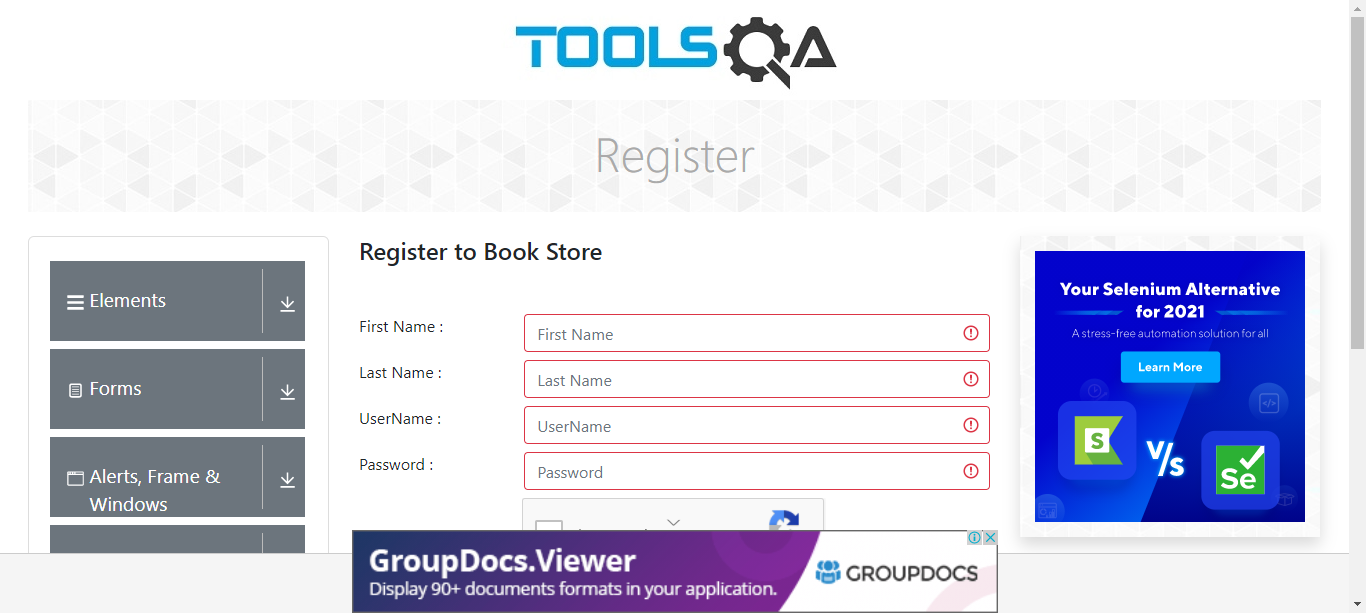 TOOLSQA
Register
Elements
Forms
Alerts, Frame &
Windows
Register to Book Store
First Name :
First Name
Last Name :
Last Name
UserName :
UserName
Password :
Password
Your Selenium Alternative
for 2021
A stress-free automation solution for all
Learn More
S
V/s
Se
GroupDocs.Viewer
Display 90+ documents formats in your application.
GROUPDOCS